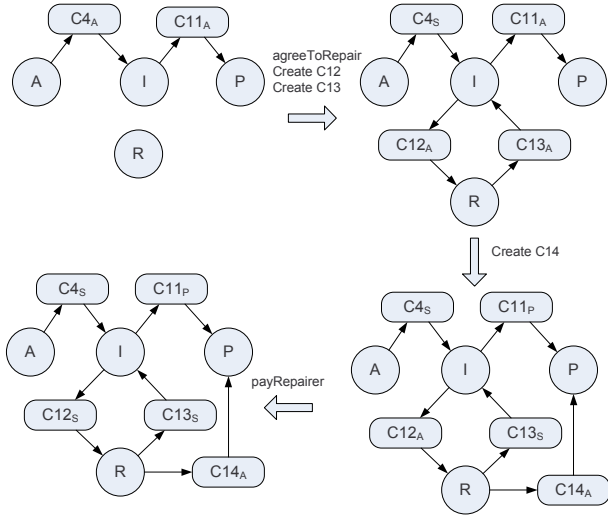 C4A
C11A
A
I
P
R
agreeToRepair
Create C12
Create C13
C4S
C11A
A
I
P
C12A
C13A
R
Create C14
C4S
C11P
A
I
P
C12A
C13S
R
C14A
payRepairer
C4S
C11P
A
I
P
C12S
C13S
R
C14A